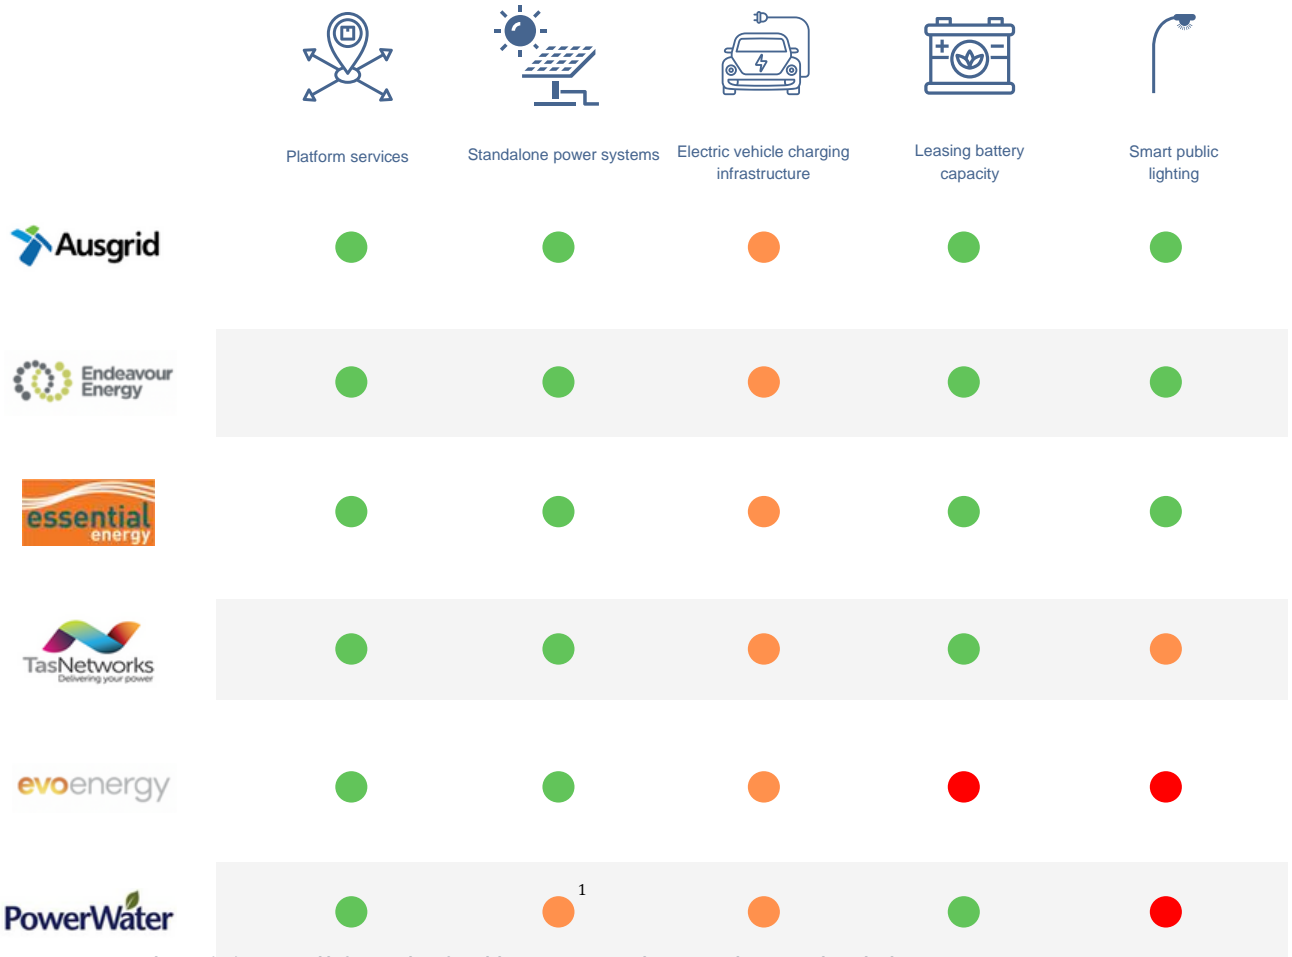 Platform services
Standalone power systems
Electric vehicle charging
infrastructure
Leasing battery
capacity
Smart public
lighting
Ausgrid
Endeavour
Energy
essential
energy
TasNetworks
Delivering your power
evoenergy
PowerWater
1